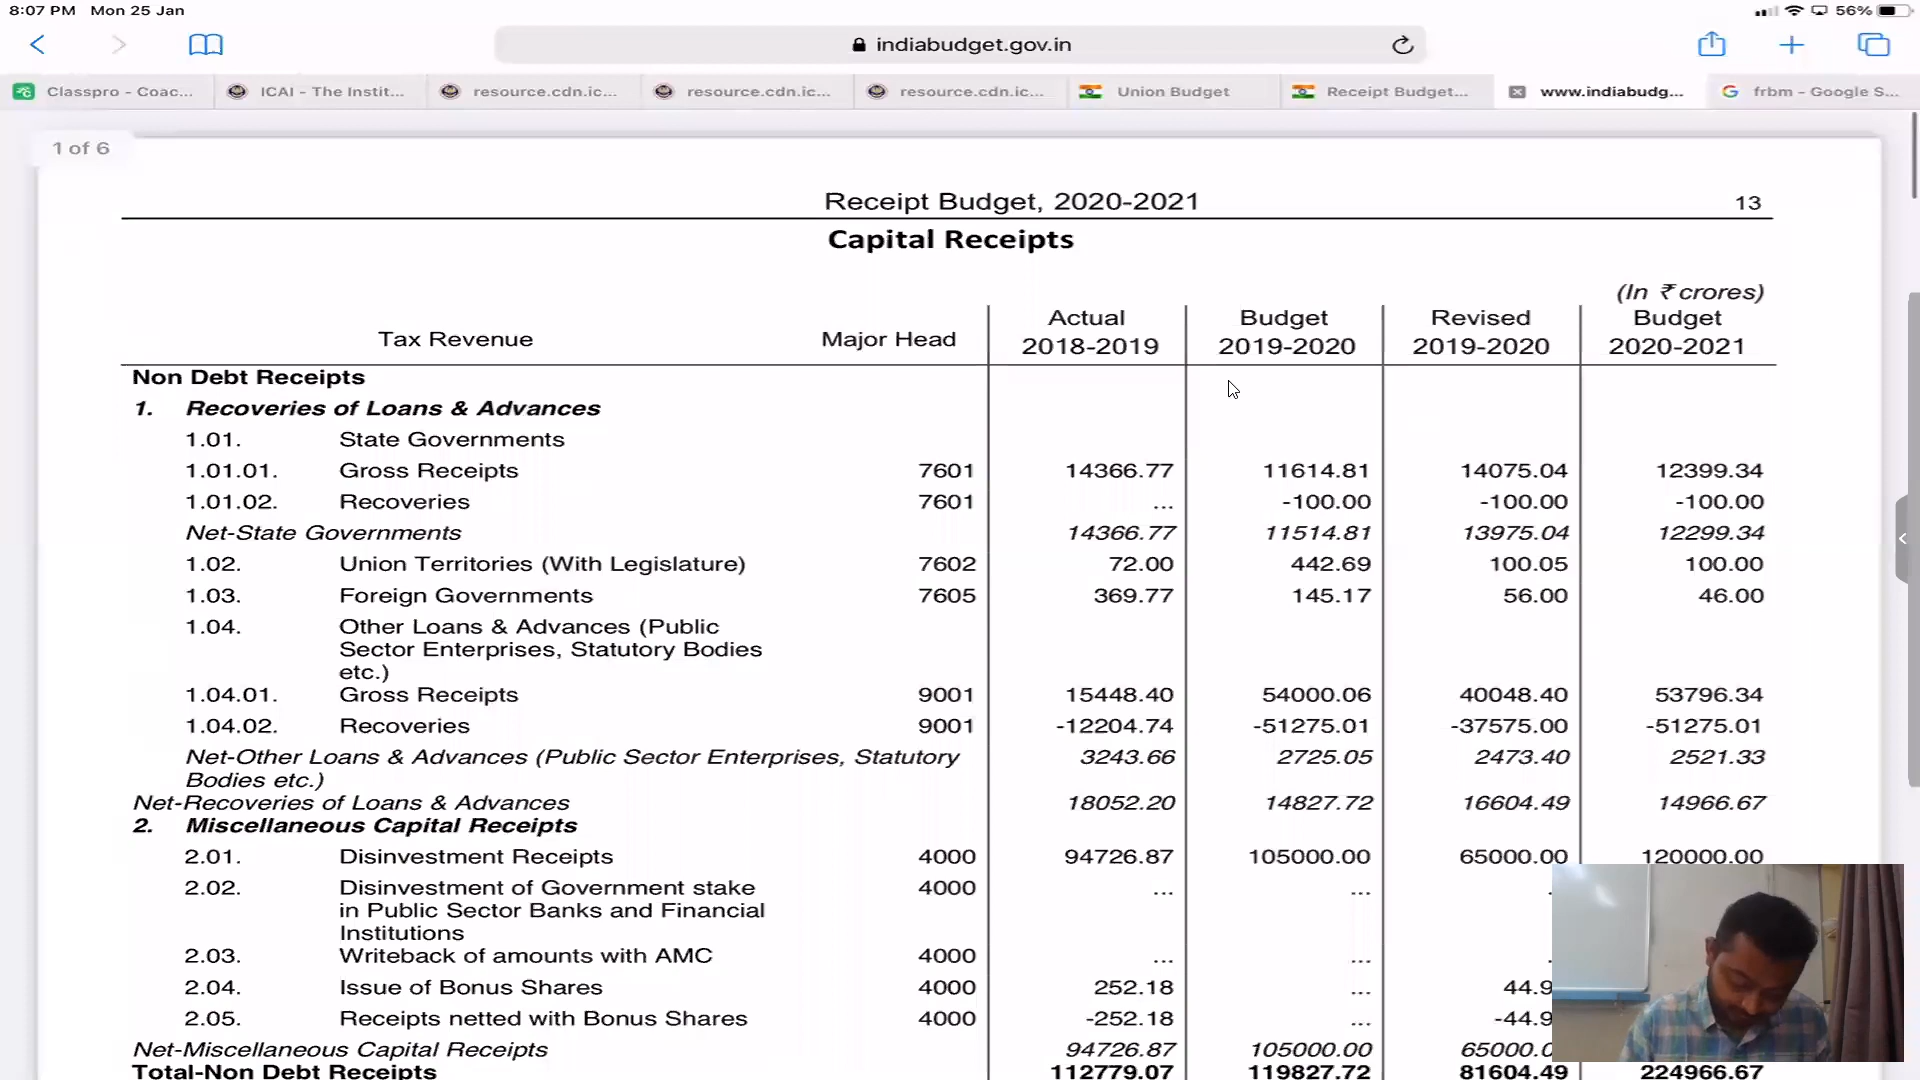 8:07 PM Mon 25 Jan
56%
indiabudget.gov.in
Classpro - Coac... ICAI - The Instit... resource.cdn.ic... resource.cdn.ic... resource.cdn.ic... Union Budget Receipt Budget... www.indiabudg... frbm - Google S...
1 of 6
Receipt Budget, 2020-2021 13
Capital Receipts
(In ₹ crores)
Tax Revenue Major Head Actual 2018-2019 Budget 2019-2020 Revised 2019-2020 Budget 2020-2021
Non Debt Receipts
1. Recoveries of Loans & Advances
1.01. State Governments
1.01.01. Gross Receipts 7601 14366.77 11614.81 14075.04 12399.34
1.01.02. Recoveries 7601 ... -100.00 -100.00 -100.00
Net-State Governments 14366.77 11514.81 13975.04 12299.34
1.02. Union Territories (With Legislature) 7602 72.00 442.69 100.05 100.00
1.03. Foreign Governments 7605 369.77 145.17 56.00 46.00
1.04. Other Loans & Advances (Public
Sector Enterprises, Statutory Bodies
etc.)
1.04.01. Gross Receipts 9001 15448.40 54000.06 40048.40 53796.34
1.04.02. Recoveries 9001 -12204.74 -51275.01 -37575.00 -51275.01
Net-Other Loans & Advances (Public Sector Enterprises, Statutory 3243.66 2725.05 2473.40 2521.33
Bodies etc.)
Net-Recoveries of Loans & Advances 18052.20 14827.72 16604.49 14966.67
2. Miscellaneous Capital Receipts
2.01. Disinvestment Receipts 4000 94726.87 105000.00 65000.00 120000.00
2.02. Disinvestment of Government stake 4000 ... ... .
in Public Sector Banks and Financial
Institutions
2.03. Writeback of amounts with AMC 4000 ... ... .
2.04. Issue of Bonus Shares 4000 252.18 ... 44.9
2.05. Receipts netted with Bonus Shares 4000 -252.18 ... -44.9
Net-Miscellaneous Capital Receipts 94726.87 105000.00 65000.0
Total-Non Debt Receipts 112779.07 119827.72 81604.49 224966.67